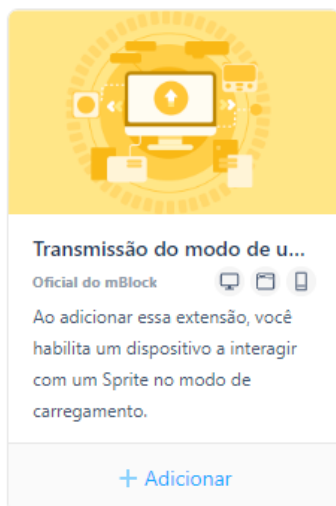 Transmissão do modo de u...
Oficial do mBlock
Ao adicionar essa extensão, você
habilita um dispositivo a interagir
com um Sprite no modo de
carregamento.
+ Adicionar